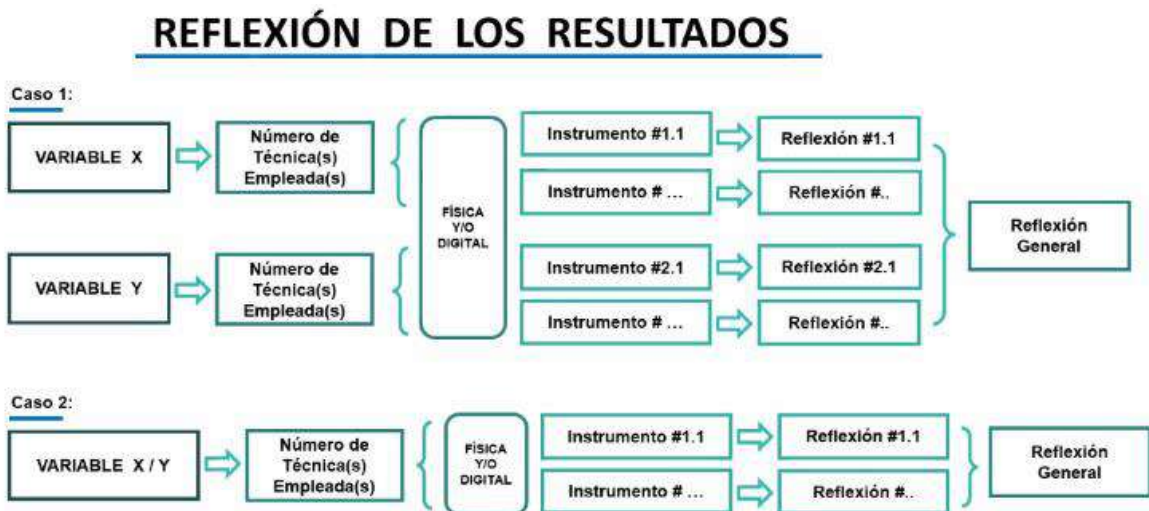 REFLEXIÓN DE LOS RESULTADOS
Caso 1:
VARIABLE X
Número de
Técnica(s)
Empleada(s)
FÍSICA
Y/O
DIGITAL
Instrumento #1.1
Reflexión #1.1
Instrumento # ...
Reflexión #..
VARIABLE Y
Número de
Técnica(s)
Empleada(s)
Instrumento #2.1
Reflexión #2.1
Instrumento # ...
Reflexión #..
Reflexión
General
Caso 2:
VARIABLE X / Y
Número de
Técnica(s)
Empleada(s)
FÍSICA
Y/O
DIGITAL
Instrumento #1.1
Reflexión #1.1
Instrumento # ...
Reflexión #..
Reflexión
General